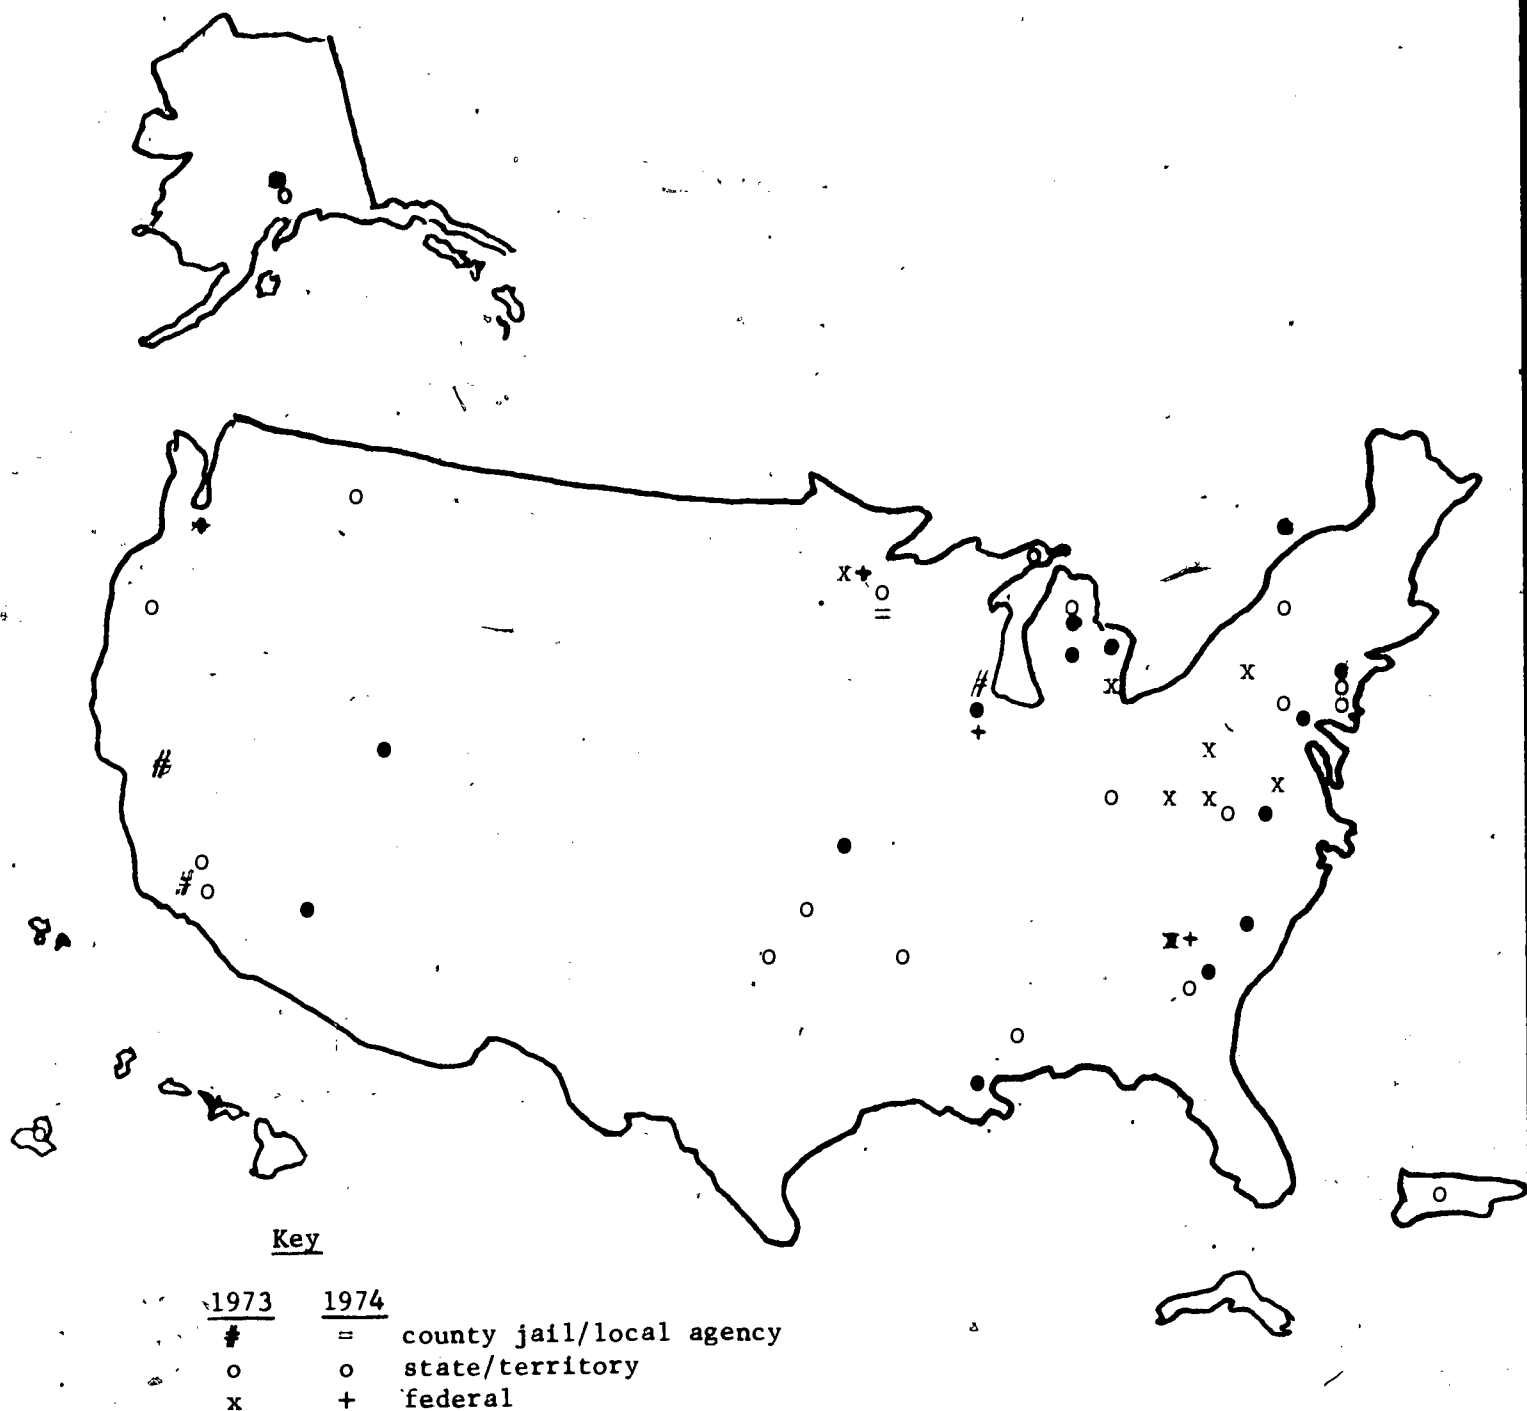 Key
1973 1974
# = county jail/local agency
o o state/territory
x + federal